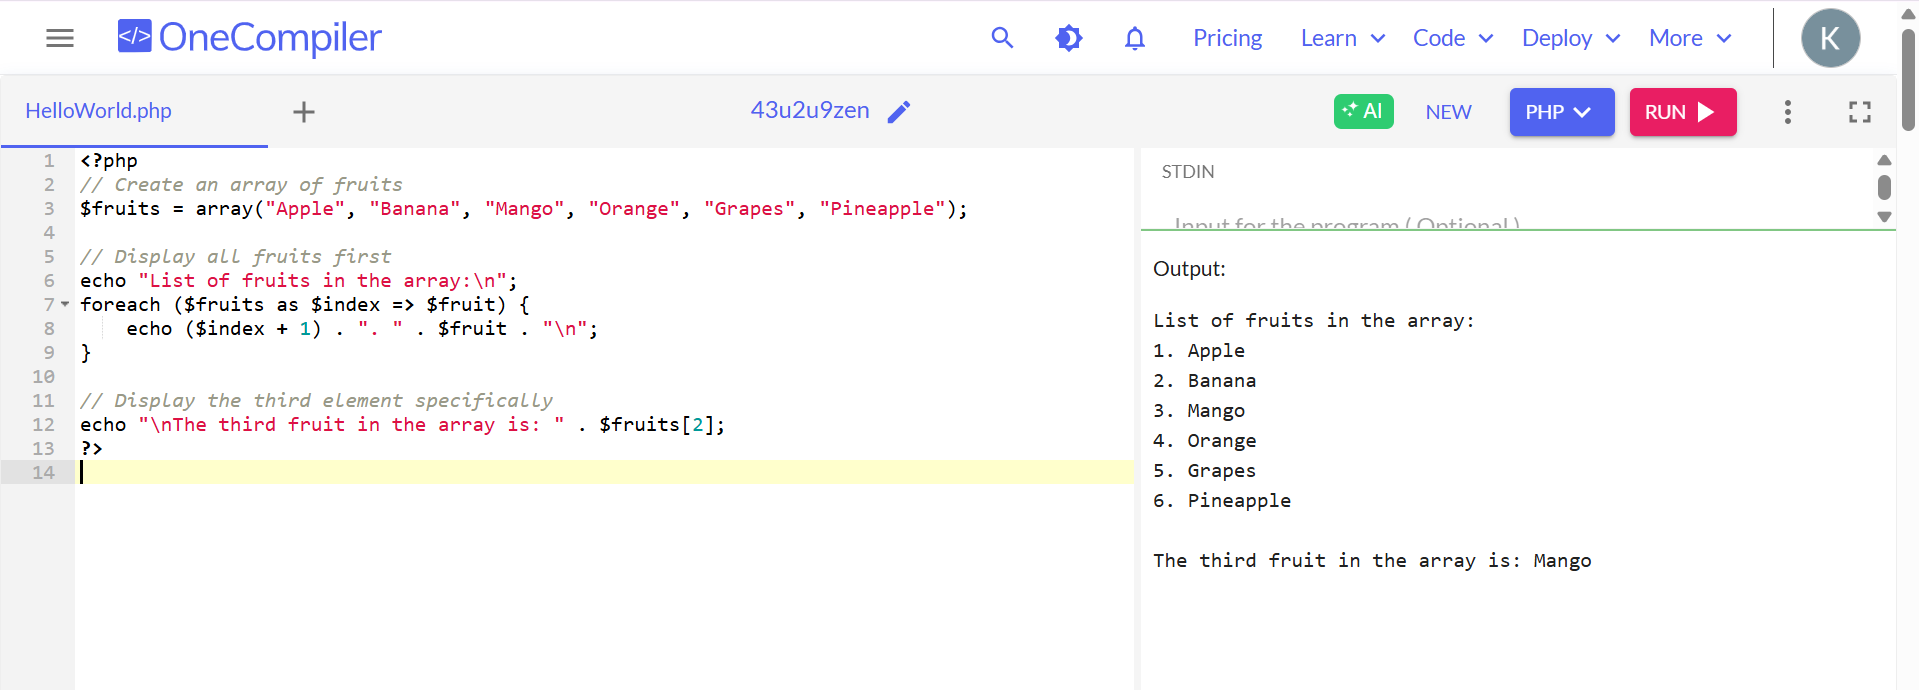 </> OneCompiler
Pricing Learn Code Deploy More K
HelloWorld.php + 43u2u9zen AI NEW PHP RUN
1 <?php
2 // Create an array of fruits
3 $fruits = array("Apple", "Banana", "Mango", "Orange", "Grapes", "Pineapple");
4
5 // Display all fruits first
6 echo "List of fruits in the array:\n";
7 foreach ($fruits as $index => $fruit) {
8     echo ($index + 1) . ". " . $fruit . "\n";
9 }
10
11 // Display the third element specifically
12 echo "\nThe third fruit in the array is: " . $fruits[2];
13 ?>
14
STDIN
Input for the program ( Optional )
Output:
List of fruits in the array:
1. Apple
2. Banana
3. Mango
4. Orange
5. Grapes
6. Pineapple
The third fruit in the array is: Mango